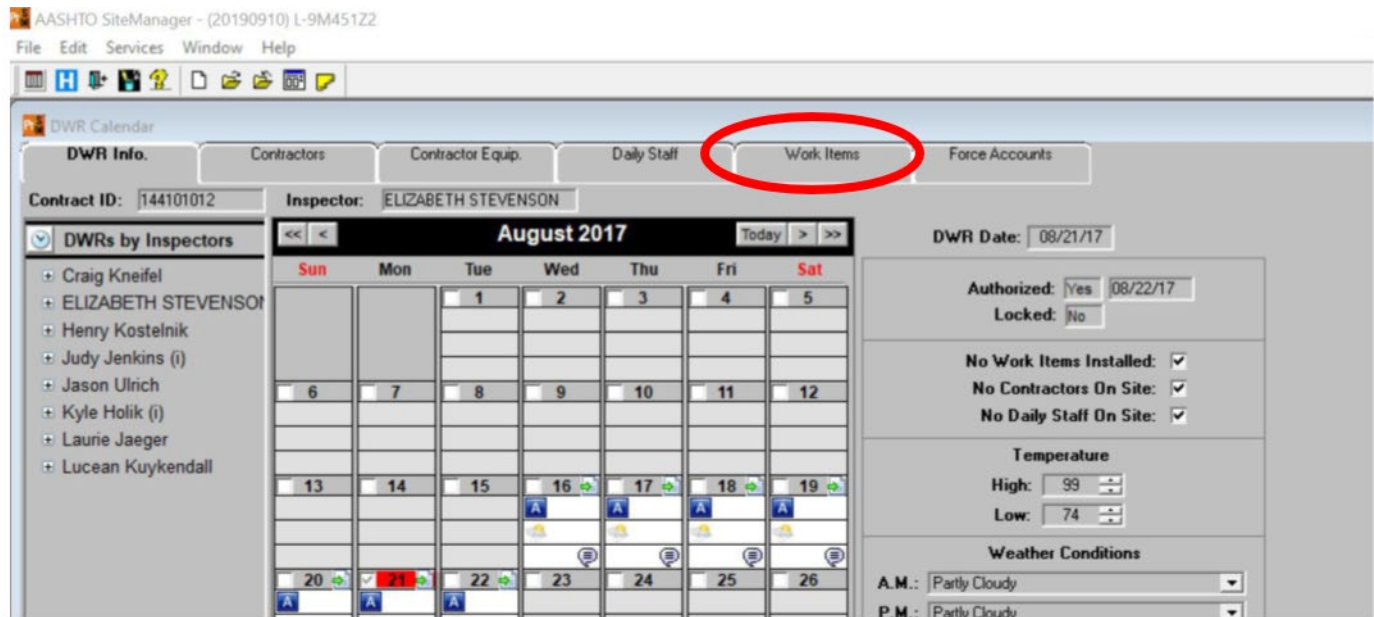 AASHTO SiteManager - (20190910) L-9M451Z2
File Edit Services Window Help
DWR Calendar
DWR Info. Contractors Contractor Equip. Daily Staff Work Items Force Accounts
Contract ID: 144101012 Inspector: ELIZABETH STEVENSON
DWRs by Inspectors
Craig Kneifel
ELIZABETH STEVENSON
Henry Kostelnik
Judy Jenkins (i)
Jason Ulrich
Kyle Holik (i)
Laurie Jaeger
Lucean Kuykendall
<< < August 2017 Today > >>
Sun Mon Tue Wed Thu Fri Sat
1 2 3 4 5
6 7 8 9 10 11 12
13 14 15 16 17 18 19
A A A A
20 21 22 23 24 25 26
A A A
DWR Date: 08/21/17
Authorized: Yes 08/22/17
Locked: No
No Work Items Installed:
No Contractors On Site:
No Daily Staff On Site:
Temperature
High: 99
Low: 74
Weather Conditions
A.M.: Partly Cloudy
P.M.: Partly Cloudy